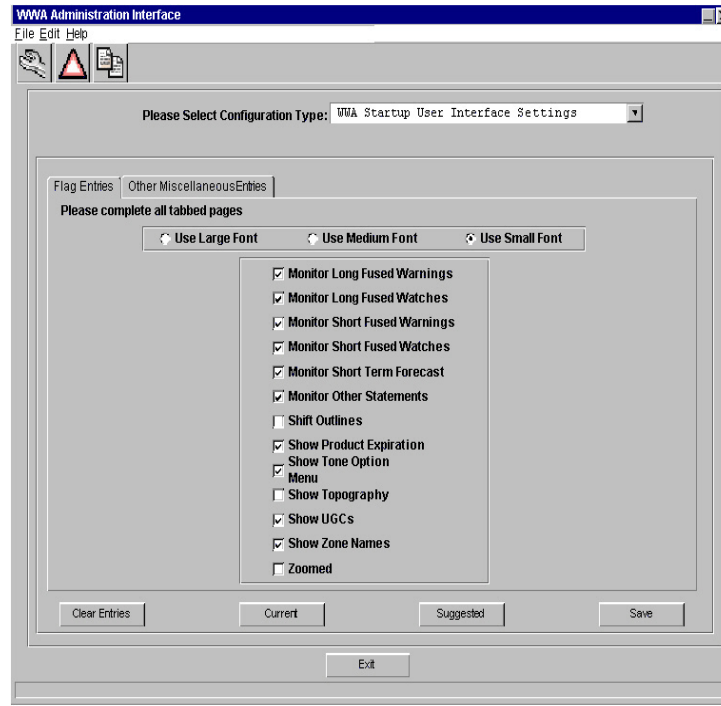 WWA Administration Interface
File Edit Help
Please Select Configuration Type: WWA Startup User Interface Settings
Flag Entries Other MiscellaneousEntries
Please complete all tabbed pages
Use Large Font Use Medium Font Use Small Font
Monitor Long Fused Warnings
Monitor Long Fused Watches
Monitor Short Fused Warnings
Monitor Short Fused Watches
Monitor Short Term Forecast
Monitor Other Statements
Shift Outlines
Show Product Expiration
Show Tone Option
Menu
Show Topography
Show UGCs
Show Zone Names
Zoomed
Clear Entries Current Suggested Save
Exit